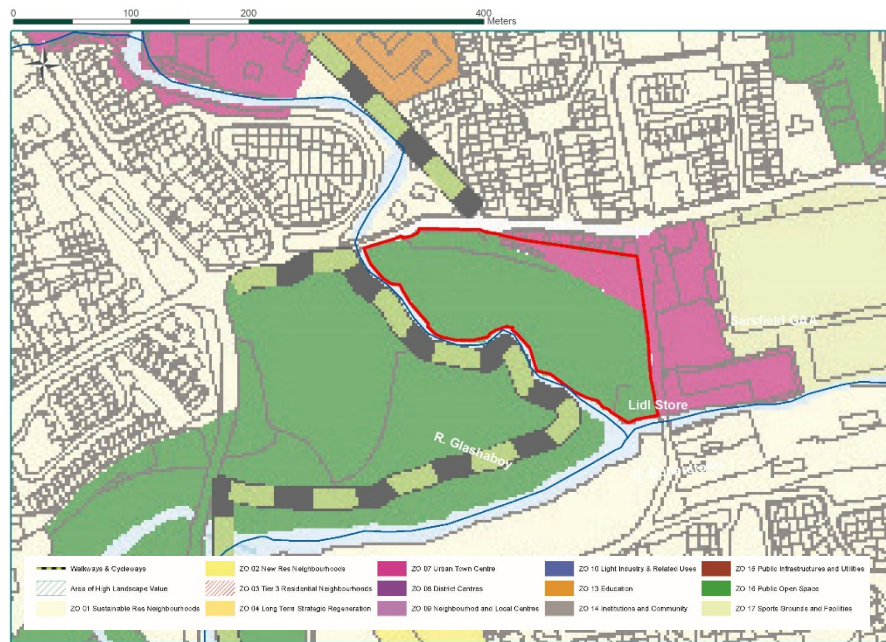 0 100 200 400
Meters
Sarsfield GAA
Lidl Store
R. Glashaboy
Walkways & Cycleways
ZO 02 New Res Neighbourhoods
ZO 07 Urban Town Centre
ZO 10 Light Industry & Related Uses
ZO 15 Public Infrastructures and Utilities
Area of High Landscape Value
ZO 03 Tier 3 Residential Neighbourhoods
ZO 08 District Centres
ZO 13 Education
ZO 16 Public Open Space
ZO 01 Sustainable Res Neighbourhoods
ZO 04 Long Term Strategic Regeneration
ZO 09 Neighbourhood and Local Centres
ZO 14 Institutions and Community
ZO 17 Sports Grounds and Facilities